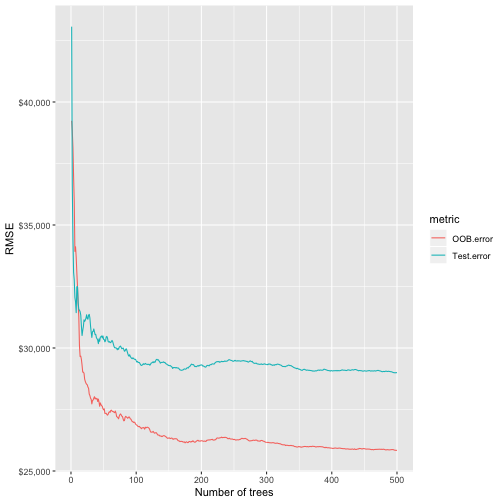 $40,000
$35,000
$30,000
$25,000
RMSE
0
100
200
300
400
500
Number of trees
metric
OOB.error
Test.error